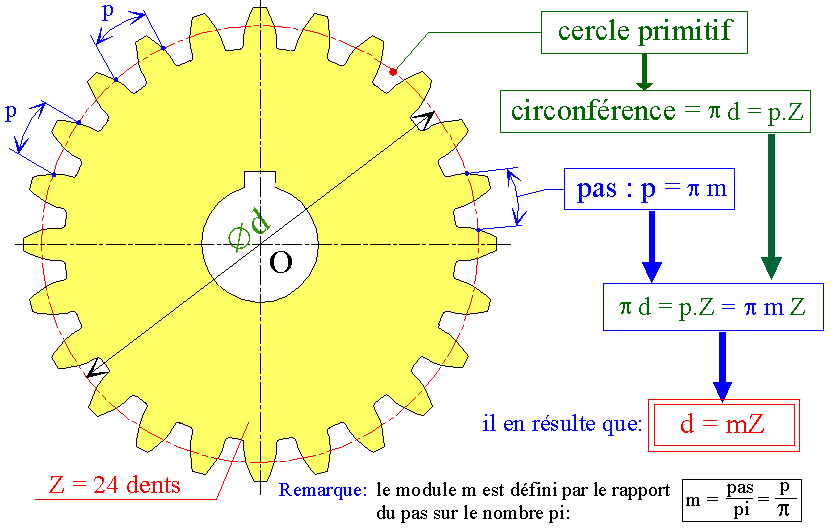 p
cercle primitif
p
circonférence = π d = p.Z
pas : p = π m
Ød
O
π d = p.Z = π m Z
il en résulte que:
d = mZ
Z = 24 dents
Remarque: le module m est défini par le rapport
du pas sur le nombre pi:
m = pas/pi = p/π